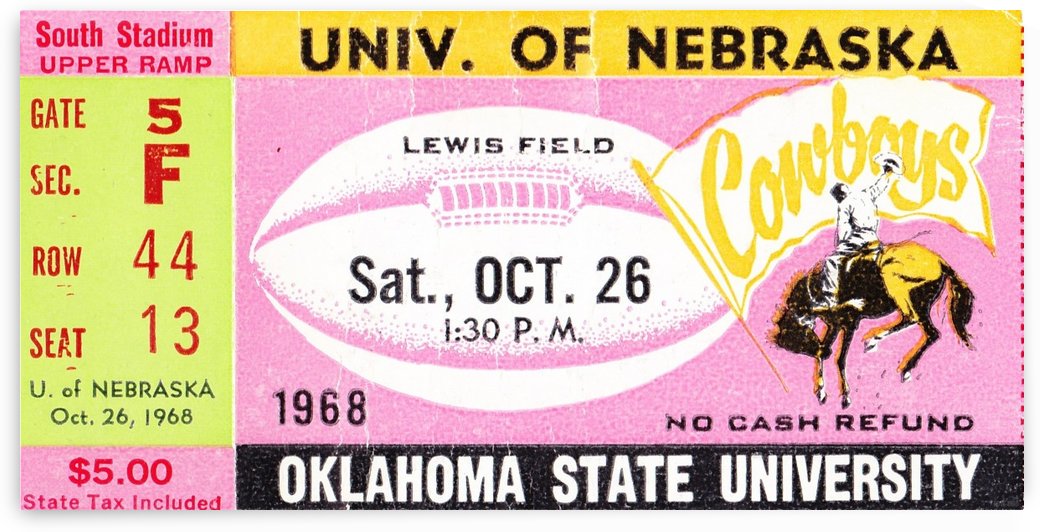 South Stadium
UPPER RAMP
GATE 5
SEC. F
ROW 44
SEAT 13
U. of NEBRASKA
Oct. 26, 1968
$5.00
State Tax Included
UNIV. OF NEBRASKA
LEWIS FIELD
Cowboys
Sat., OCT. 26
1:30 P. M.
1968
NO CASH REFUND
OKLAHOMA STATE UNIVERSITY